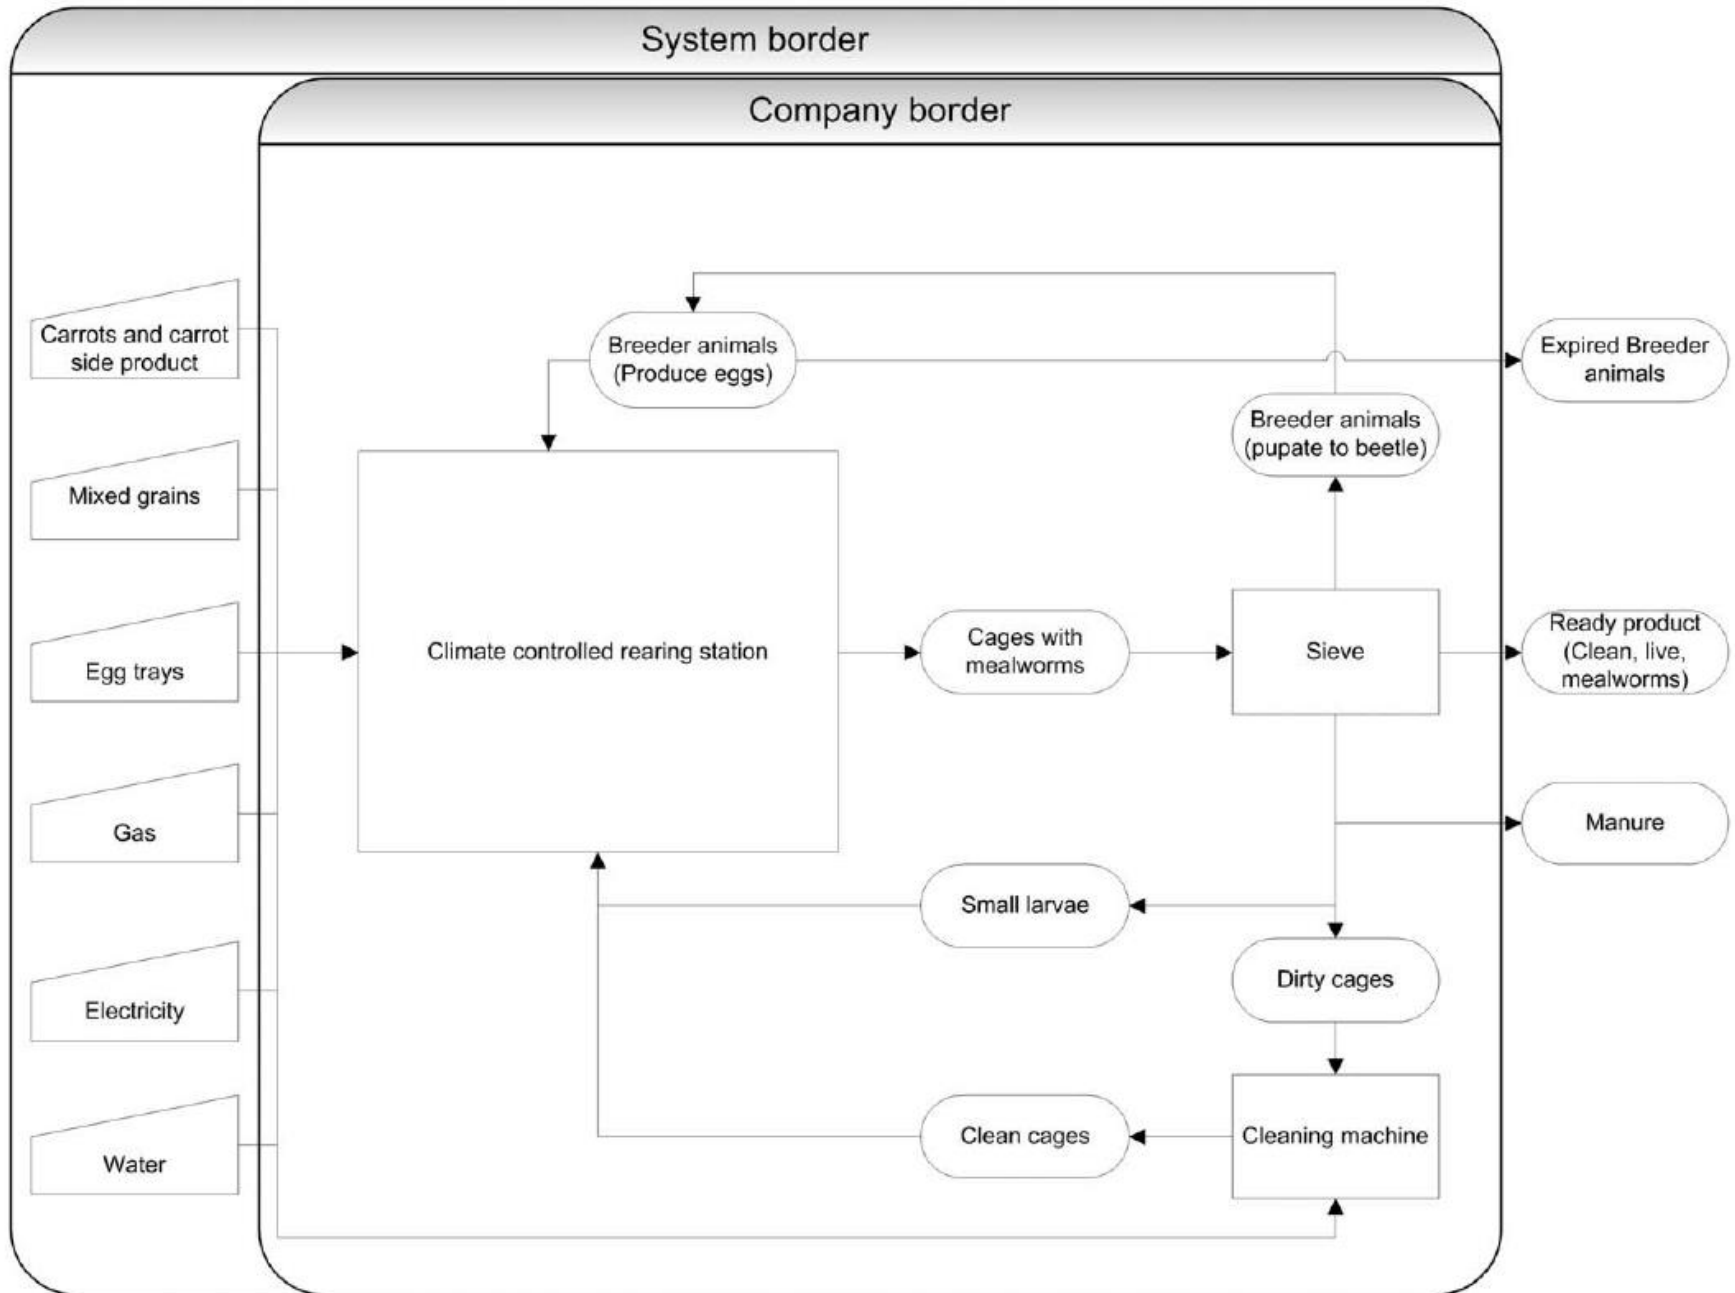 System border
Company border
Carrots and carrot
side product
Breeder animals
(Produce eggs)
Expired Breeder
animals
Breeder animals
(pupate to beetle)
Mixed grains
Egg trays
Climate controlled rearing station
Cages with
mealworms
Sieve
Ready product
(Clean, live,
mealworms)
Gas
Manure
Small larvae
Dirty cages
Electricity
Water
Clean cages
Cleaning machine